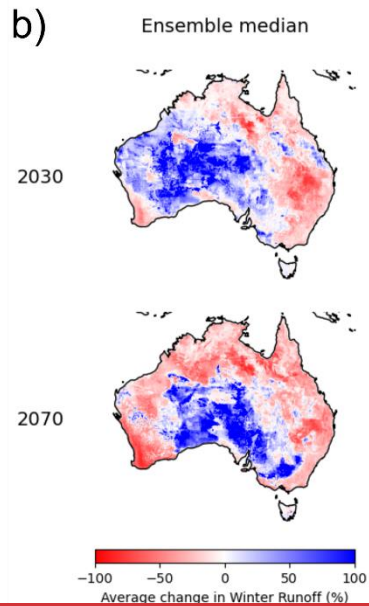 b)
Ensemble median
2030
2070
−100 −50 0 50 100
Average change in Winter Runoff (%)